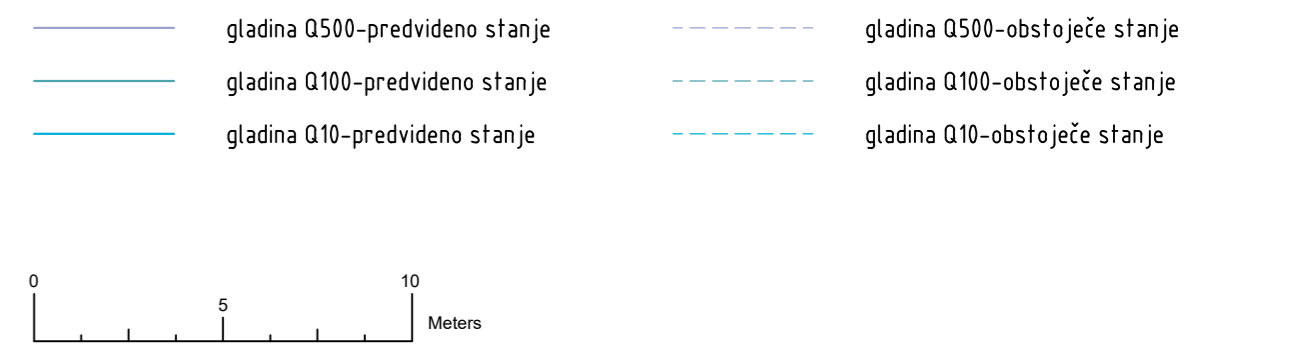 gladina Q500-predvideno stanje
gladina Q100-predvideno stanje
gladina Q10-predvideno stanje
gladina Q500-obstoječe stanje
gladina Q100-obstoječe stanje
gladina Q10-obstoječe stanje
0 10
5
Meters